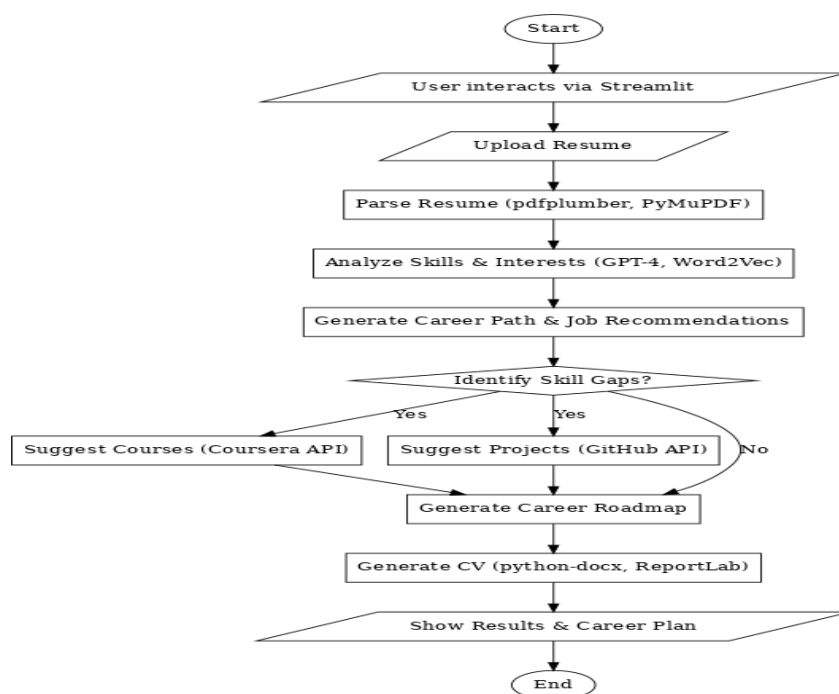 Start
User interacts via Streamlit
Upload Resume
Parse Resume (pdfplumber, PyMuPDF)
Analyze Skills & Interests (GPT-4, Word2Vec)
Generate Career Path & Job Recommendations
Identify Skill Gaps?
Yes
Yes
No
Suggest Courses (Coursera API)
Suggest Projects (GitHub API)
Generate Career Roadmap
Generate CV (python-docx, ReportLab)
Show Results & Career Plan
End